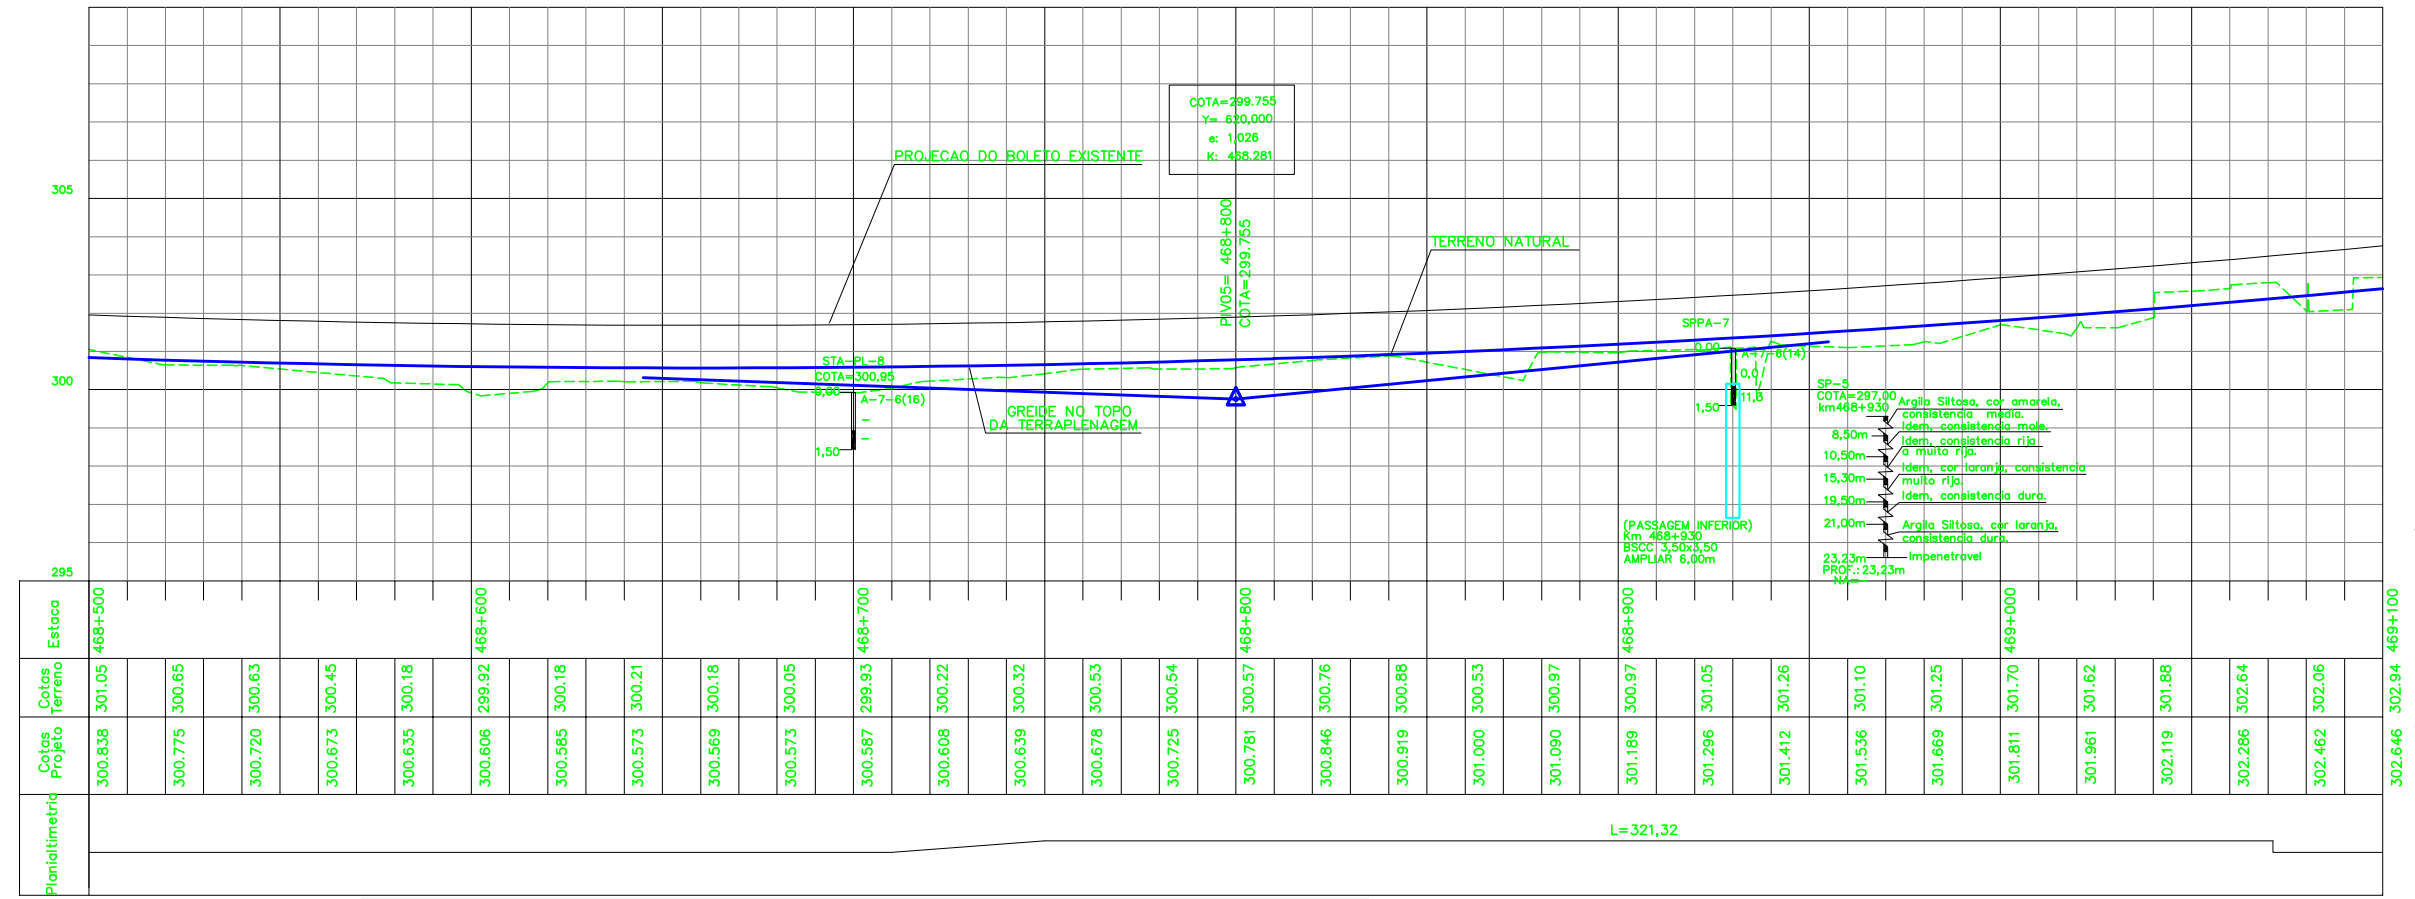 COTA=299.755
Y= 620,000
e: 1,026
K: 468.281
PROJECAO DO BOLETO EXISTENTE
305
PIV05= 468+800
COTA=299.755
TERRENO NATURAL
SPPA-7
0,00
A-7-6(14)
0,0
11,3
1,50
STA-PL-8
COTA=300,95
0,00
A-7-6(16)
1,50
300
GREIDE NO TOPO
DA TERRAPLENAGEM
SP-5
COTA=297,00
km468+930
Argila Siltosa, cor amarela,
consistencia media.
Idem, consistencia mole.
8,50m
Idem, consistencia rija
a muito rija.
10,50m
Idem, cor laranja, consistencia
muito rija.
15,30m
Idem, consistencia dura.
19,50m
21,00m
Argila Siltosa, cor laranja,
consistencia dura.
23,23m
Impenetravel
PROF.: 23,23m
NA=-
(PASSAGEM INFERIOR)
Km 468+930
BSCC 3,50x3,50
AMPLIAR 6,00m
295
Estaca
468+500 468+600 468+700 468+800 468+900 469+000 469+100
Cotas
Terreno
301.05 300.65 300.63 300.45 300.18 299.92 300.18 300.21 300.18 300.05 299.93 300.22 300.32 300.53 300.54 300.57 300.76 300.88 300.53 300.97 300.97 301.05 301.26 301.10 301.25 301.70 301.62 301.88 302.64 302.06 302.94
Cotas
Projeto
300.838 300.775 300.720 300.673 300.635 300.606 300.585 300.573 300.569 300.573 300.587 300.608 300.639 300.678 300.725 300.781 300.846 300.919 301.000 301.090 301.189 301.296 301.412 301.536 301.669 301.811 301.961 302.119 302.286 302.462 302.646
Planialtimetria
L=321,32